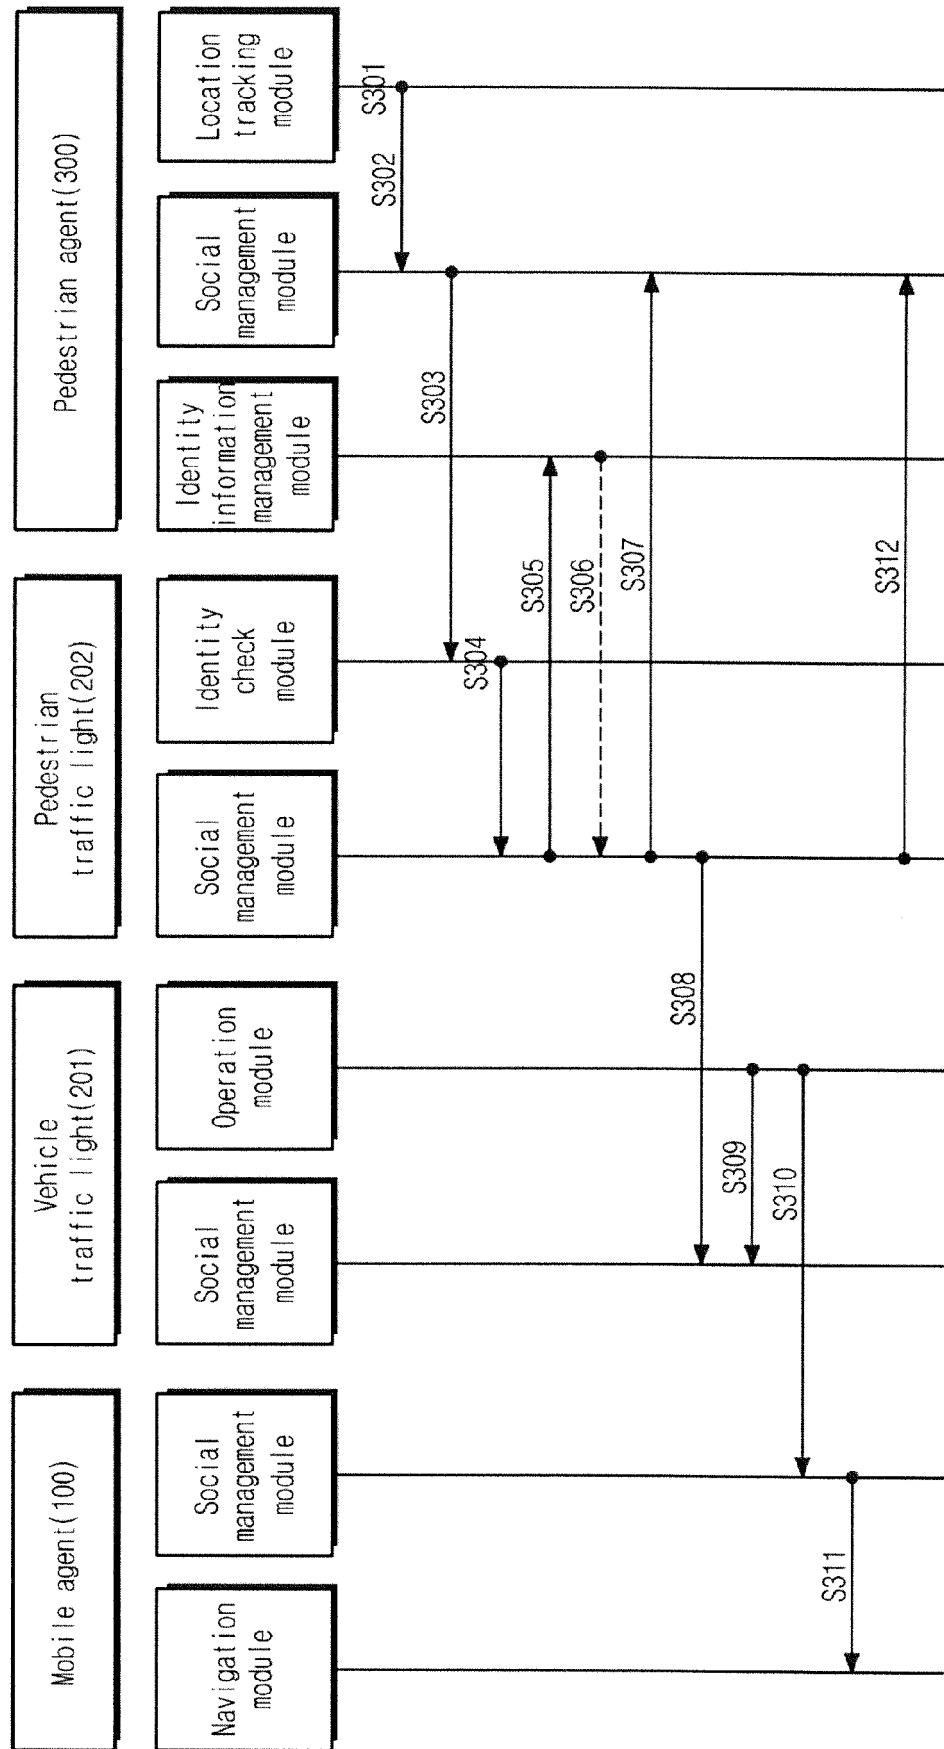 Mobile agent(100)
Vehicle
traffic light(201)
Pedestrian
traffic light(202)
Pedestrian agent(300)
Navigation
module
Social
management
module
Social
management
module
Operation
module
Social
management
module
Identity
check
module
Identity
information
management
module
Social
management
module
Location
tracking
module
S301
S302
S303
S304
S305
S306
S307
S308
S309
S310
S311
S312